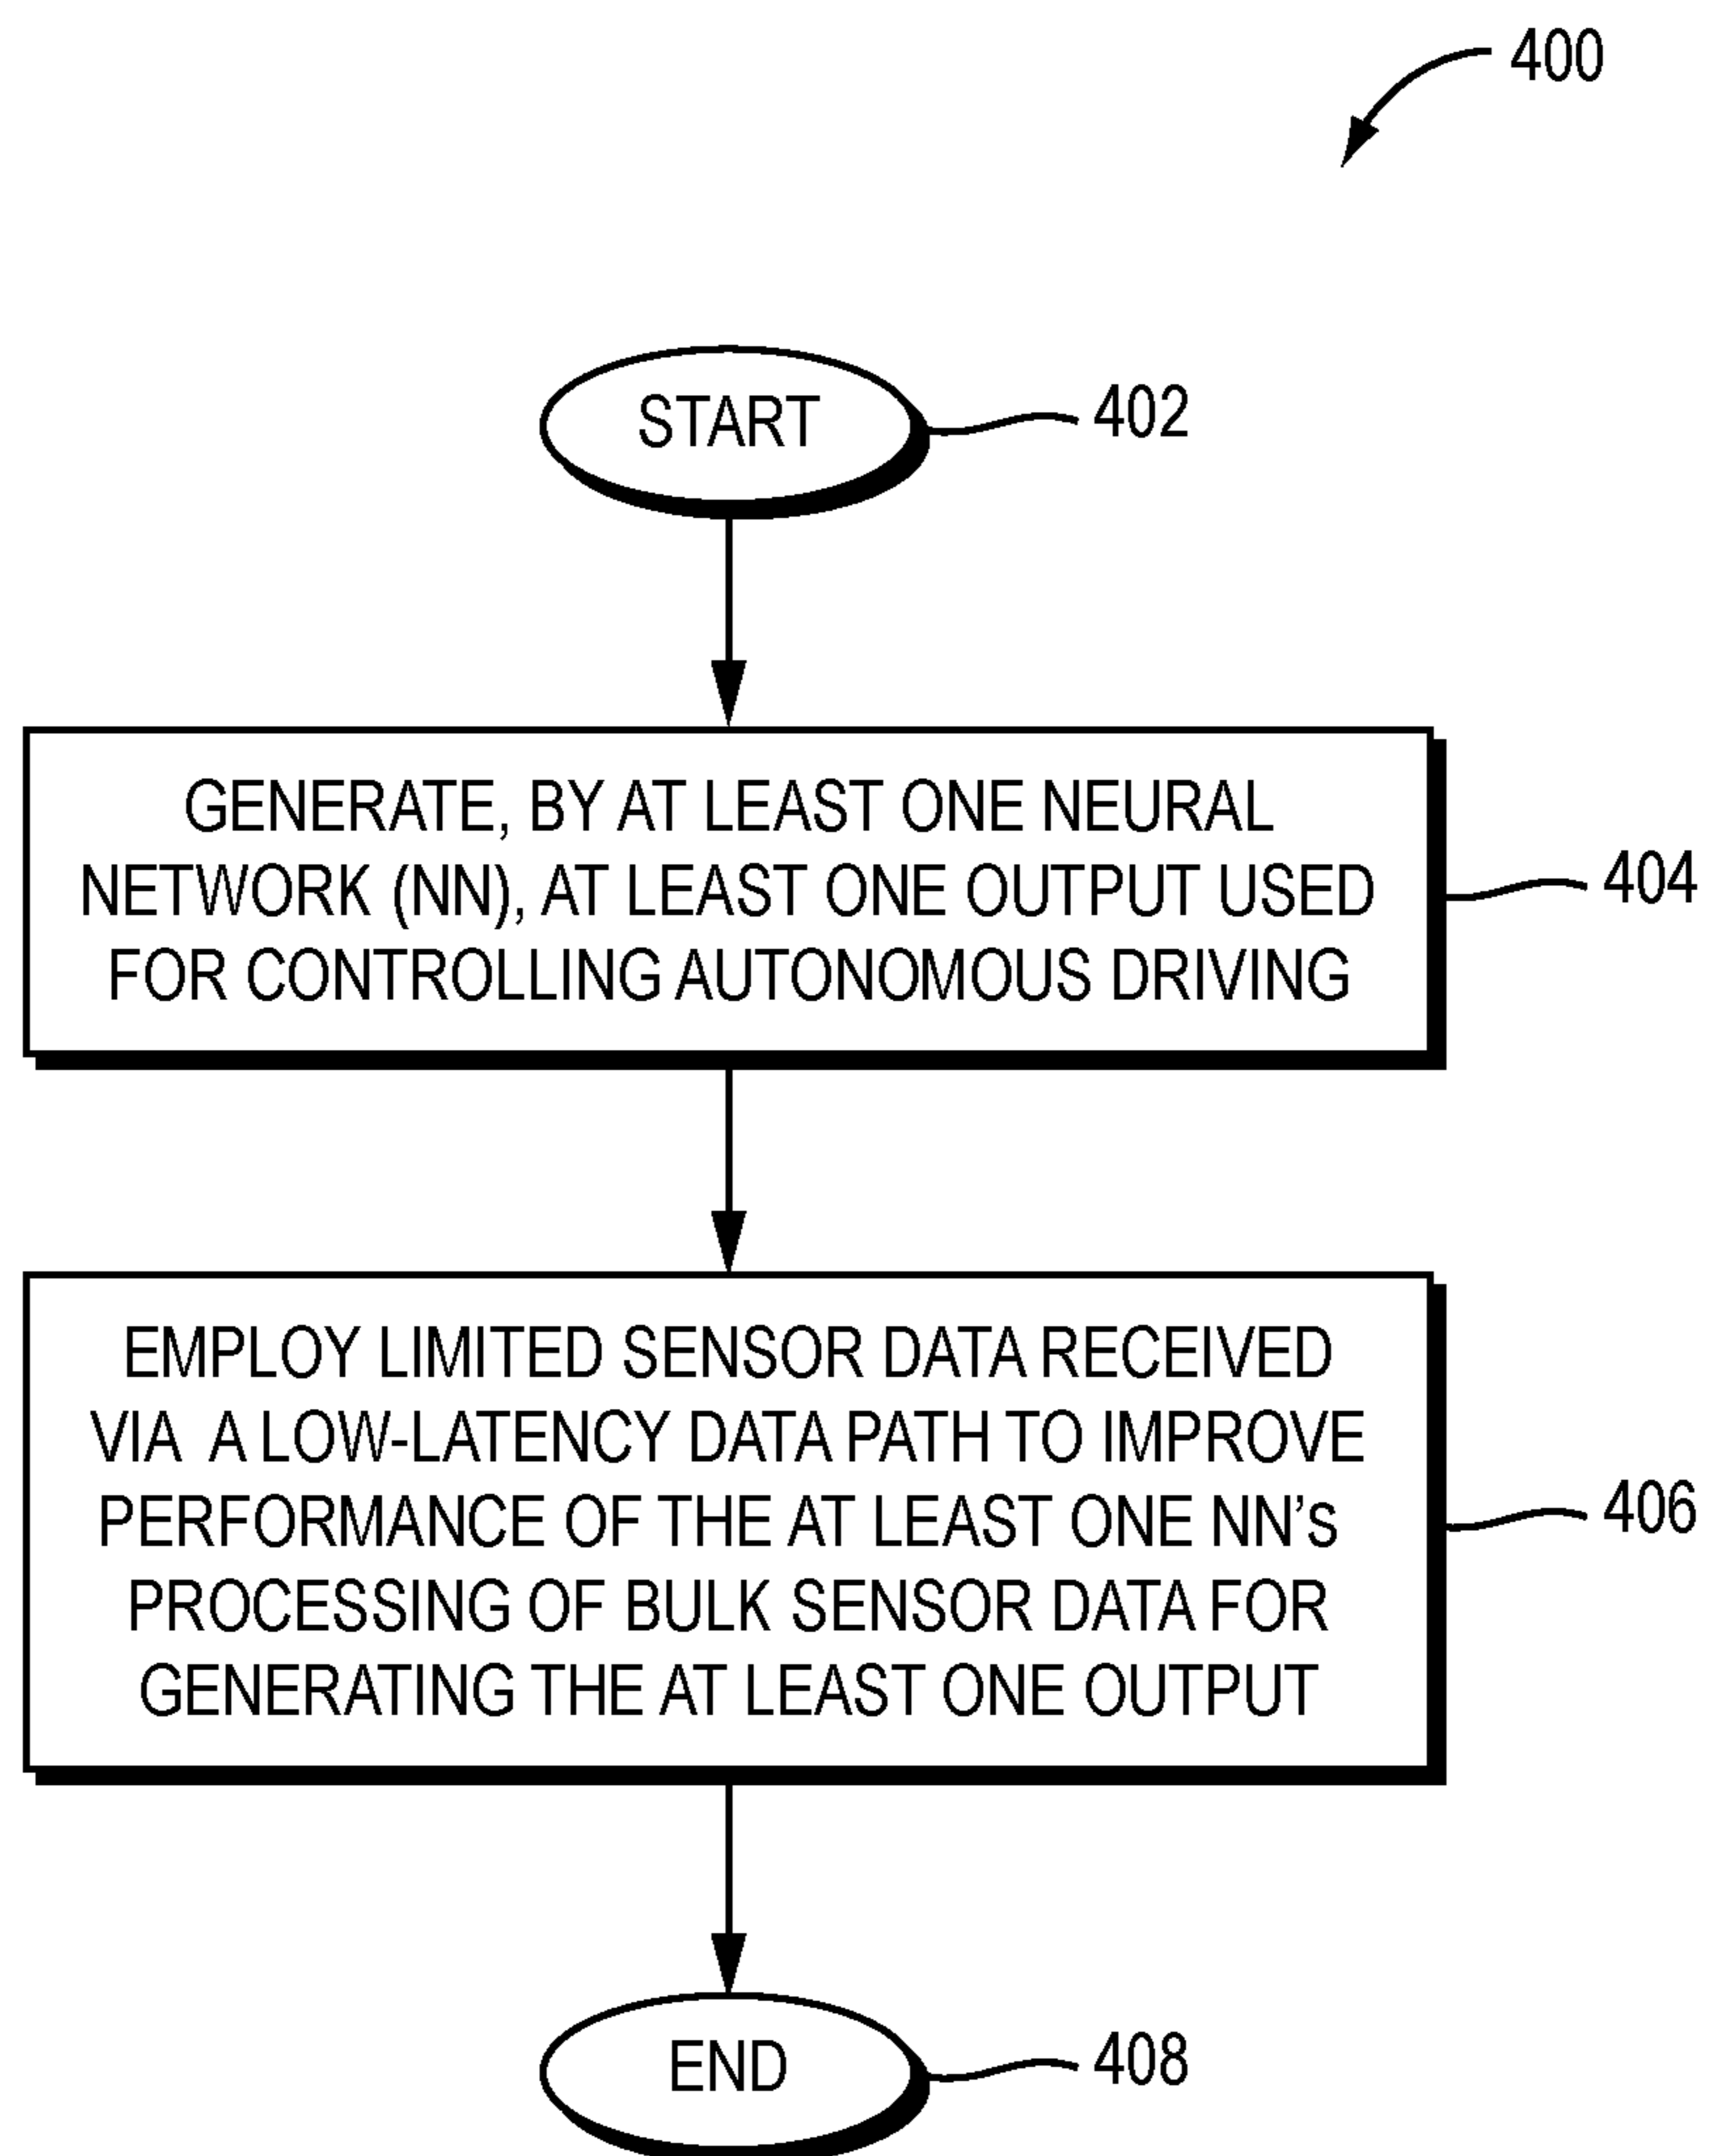 400
START
402
GENERATE, BY AT LEAST ONE NEURAL
NETWORK (NN), AT LEAST ONE OUTPUT USED
FOR CONTROLLING AUTONOMOUS DRIVING
404
EMPLOY LIMITED SENSOR DATA RECEIVED
VIA A LOW-LATENCY DATA PATH TO IMPROVE
PERFORMANCE OF THE AT LEAST ONE NN's
PROCESSING OF BULK SENSOR DATA FOR
GENERATING THE AT LEAST ONE OUTPUT
406
END
408